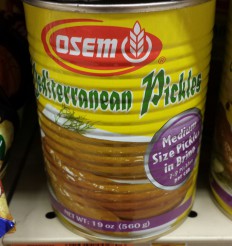 OSEM
Mediterranean Pickles
Medium
Size Pickles
in Brine
NET WT. 19 oz (560 g)